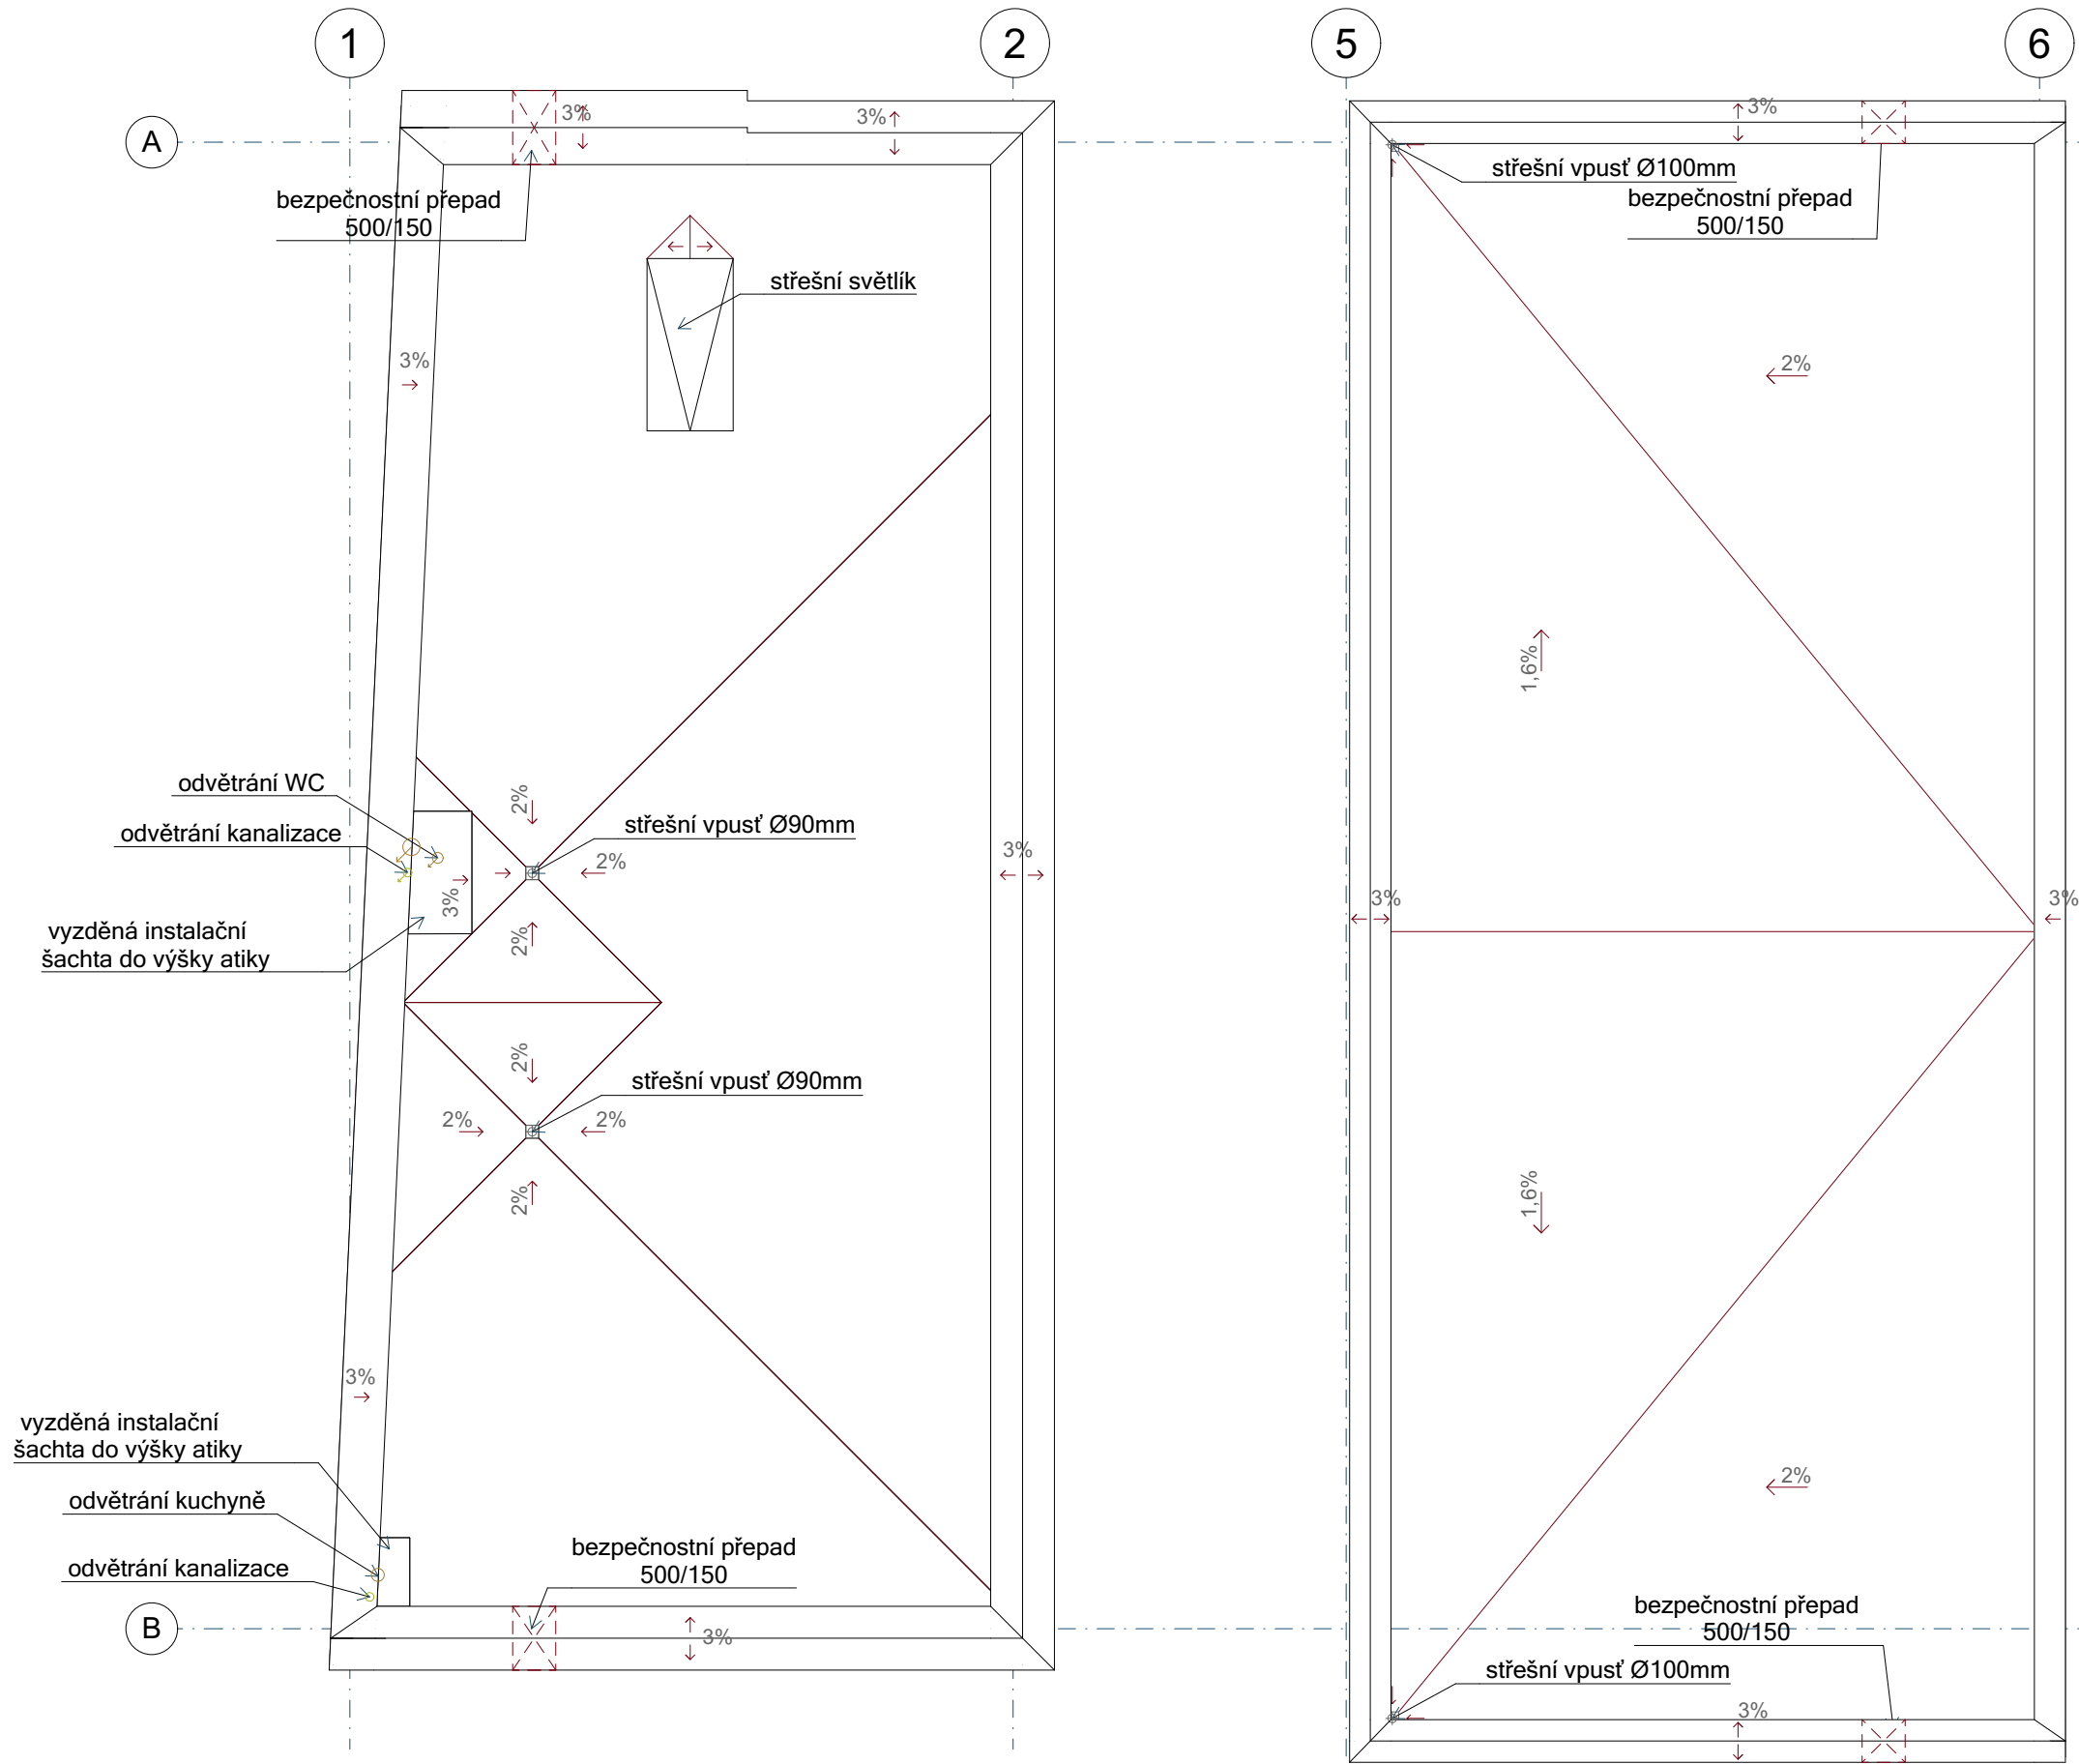 1
2
5
6
A
3%
3%
3%
střešní vpusť Ø100mm
bezpečnostní přepad
500/150
bezpečnostní přepad
500/150
střešní světlík
3%
2%
1,6%
odvětrání WC
2%
odvětrání kanalizace
střešní vpusť Ø90mm
2%
3%
3%
3%
3%
vyzděná instalační
šachta do výšky atiky
2%
2%
střešní vpusť Ø90mm
2%
2%
2%
1,6%
3%
vyzděná instalační
šachta do výšky atiky
2%
odvětrání kuchyně
odvětrání kanalizace
bezpečnostní přepad
500/150
B
3%
bezpečnostní přepad
500/150
střešní vpusť Ø100mm
3%